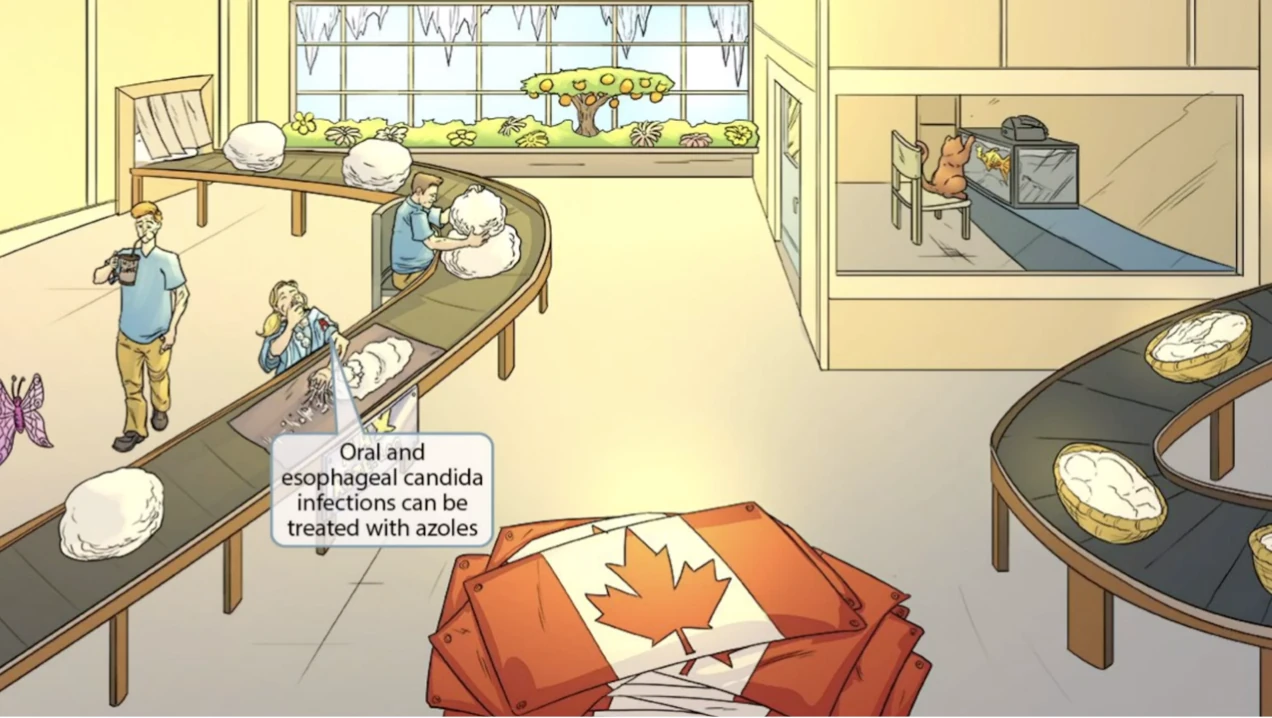 Oral and
esophageal candida
infections can be
treated with azoles